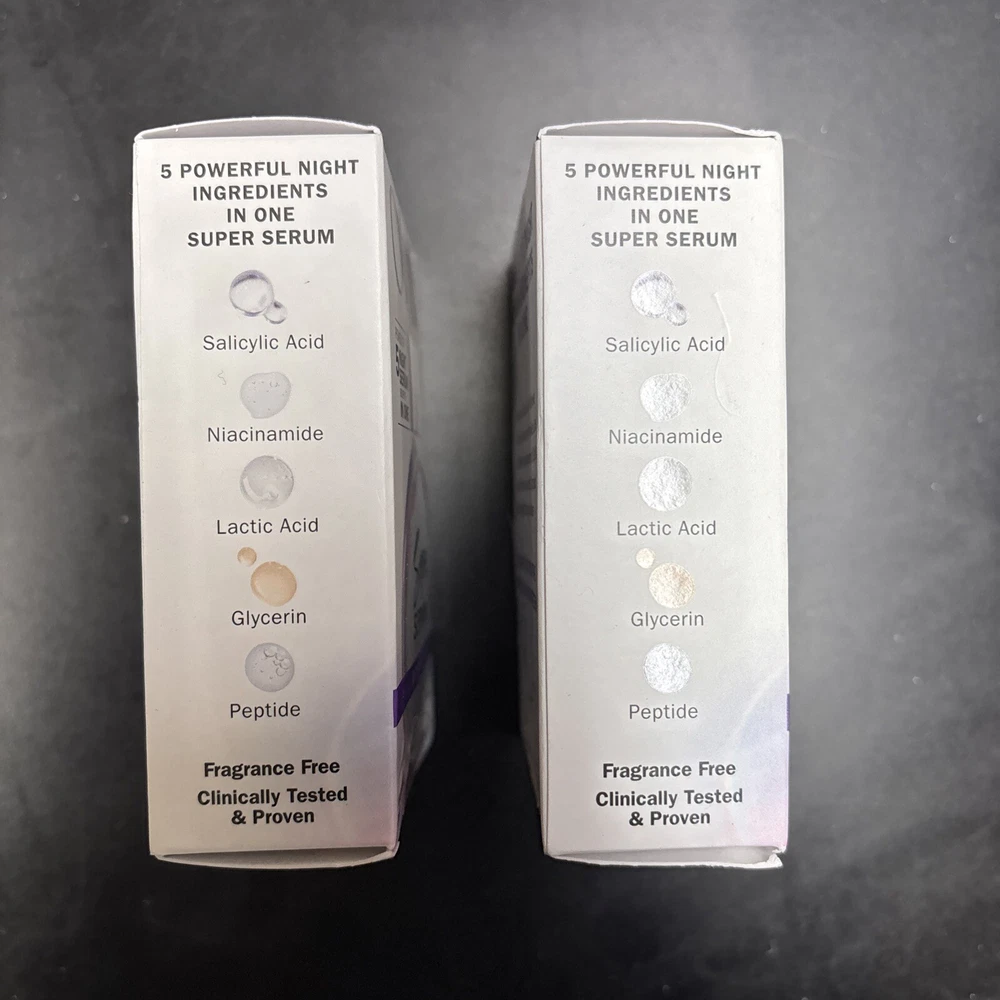 5 POWERFUL NIGHT
INGREDIENTS
IN ONE
SUPER SERUM
Salicylic Acid
Niacinamide
Lactic Acid
Glycerin
Peptide
Fragrance Free
Clinically Tested
& Proven
5 POWERFUL NIGHT
INGREDIENTS
IN ONE
SUPER SERUM
Salicylic Acid
Niacinamide
Lactic Acid
Glycerin
Peptide
Fragrance Free
Clinically Tested
& Proven